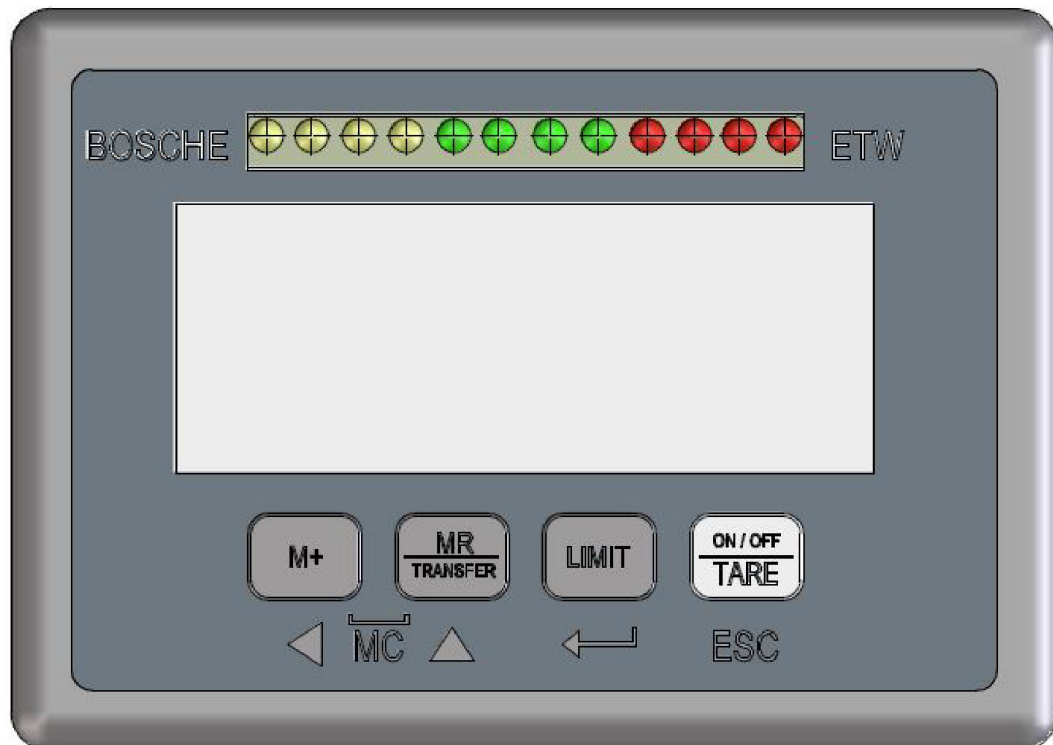 BOSCHE ETW
M+ MR LIMIT ON / OFF
TRANSFER TARE
MC ESC